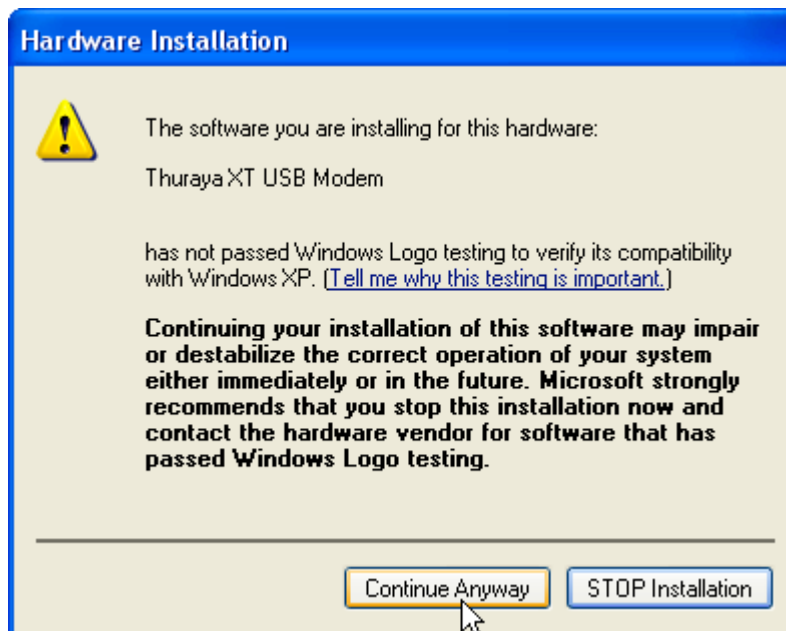 Hardware Installation
The software you are installing for this hardware:
Thuraya XT USB Modem
has not passed Windows Logo testing to verify its compatibility
with Windows XP. (Tell me why this testing is important.)
Continuing your installation of this software may impair
or destabilize the correct operation of your system
either immediately or in the future. Microsoft strongly
recommends that you stop this installation now and
contact the hardware vendor for software that has
passed Windows Logo testing.
Continue Anyway STOP Installation